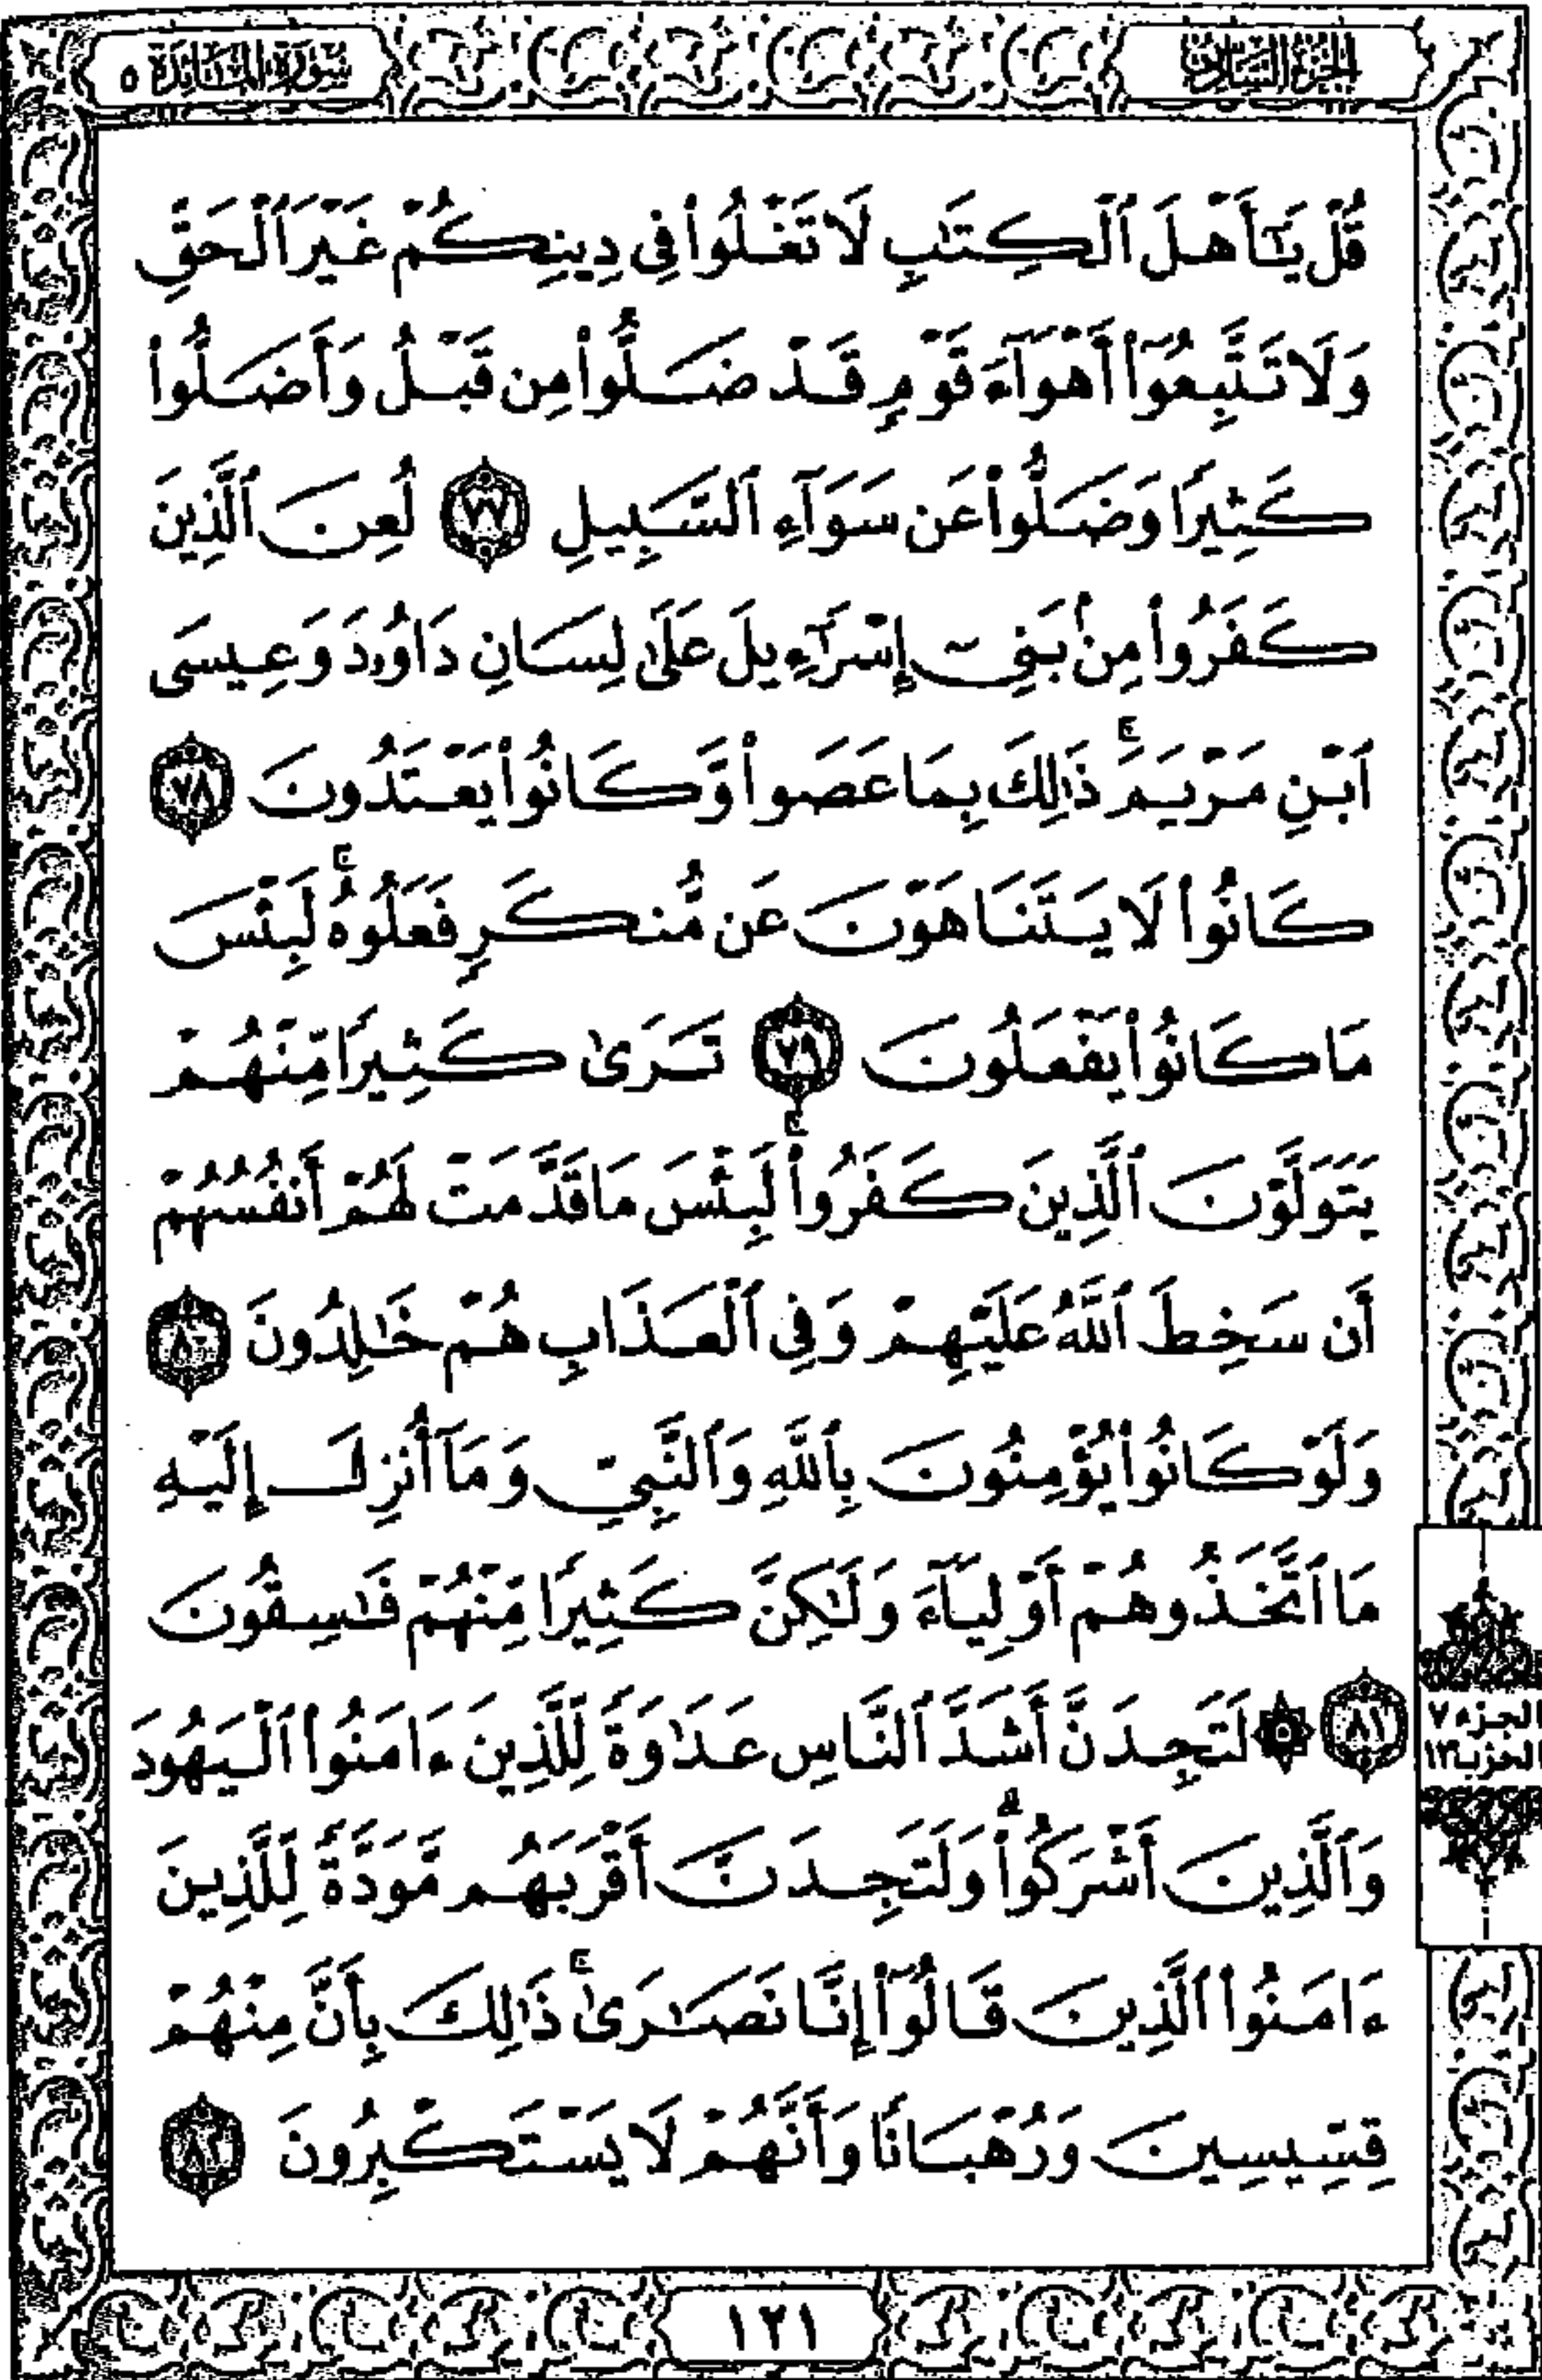 الجزء السادس
سورة المائدة ٥
قُلْ يَـٰٓأَهْلَ ٱلْكِتَـٰبِ لَا تَغْلُوا۟ فِى دِينِكُمْ غَيْرَ ٱلْحَقِّ
وَلَا تَتَّبِعُوٓا۟ أَهْوَآءَ قَوْمٍ قَدْ ضَلُّوا۟ مِن قَبْلُ وَأَضَلُّوا۟
كَثِيرًا وَضَلُّوا۟ عَن سَوَآءِ ٱلسَّبِيلِ ٧٧ لُعِنَ ٱلَّذِينَ
كَفَرُوا۟ مِنۢ بَنِىٓ إِسْرَٰٓءِيلَ عَلَىٰ لِسَانِ دَاوُۥدَ وَعِيسَى
ٱبْنِ مَرْيَمَ ۚ ذَٰلِكَ بِمَا عَصَوا۟ وَّكَانُوا۟ يَعْتَدُونَ ٧٨
كَانُوا۟ لَا يَتَنَاهَوْنَ عَن مُّنكَرٍ فَعَلُوهُ ۚ لَبِئْسَ
مَا كَانُوا۟ يَفْعَلُونَ ٧٩ تَرَىٰ كَثِيرًا مِّنْهُمْ
يَتَوَلَّوْنَ ٱلَّذِينَ كَفَرُوا۟ ۚ لَبِئْسَ مَا قَدَّمَتْ لَهُمْ أَنفُسُهُمْ
أَن سَخِطَ ٱللَّهُ عَلَيْهِمْ وَفِى ٱلْعَذَابِ هُمْ خَـٰلِدُونَ ٨٠
وَلَوْ كَانُوا۟ يُؤْمِنُونَ بِٱللَّهِ وَٱلنَّبِىِّ وَمَآ أُنزِلَ إِلَيْهِ
مَا ٱتَّخَذُوهُمْ أَوْلِيَآءَ وَلَـٰكِنَّ كَثِيرًا مِّنْهُمْ فَـٰسِقُونَ
٨١ ۞ لَتَجِدَنَّ أَشَدَّ ٱلنَّاسِ عَدَٰوَةً لِّلَّذِينَ ءَامَنُوا۟ ٱلْيَهُودَ
وَٱلَّذِينَ أَشْرَكُوا۟ ۖ وَلَتَجِدَنَّ أَقْرَبَهُم مَّوَدَّةً لِّلَّذِينَ
ءَامَنُوا۟ ٱلَّذِينَ قَالُوٓا۟ إِنَّا نَصَـٰرَىٰ ۚ ذَٰلِكَ بِأَنَّ مِنْهُمْ
قِسِّيسِينَ وَرُهْبَانًا وَأَنَّهُمْ لَا يَسْتَكْبِرُونَ ٨٢
الجزء ٧
الحزب ١٣
١٢١